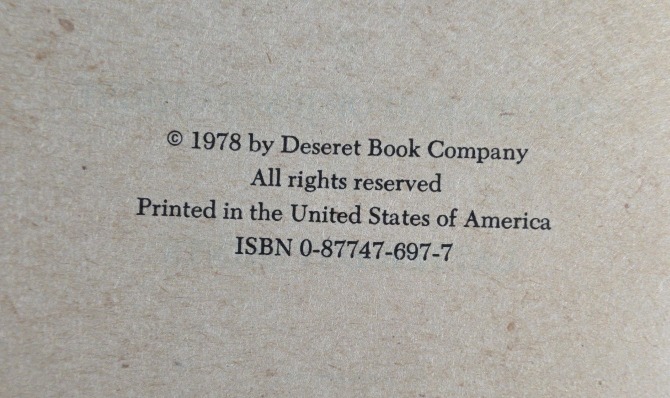 © 1978 by Deseret Book Company
All rights reserved
Printed in the United States of America
ISBN 0-87747-697-7